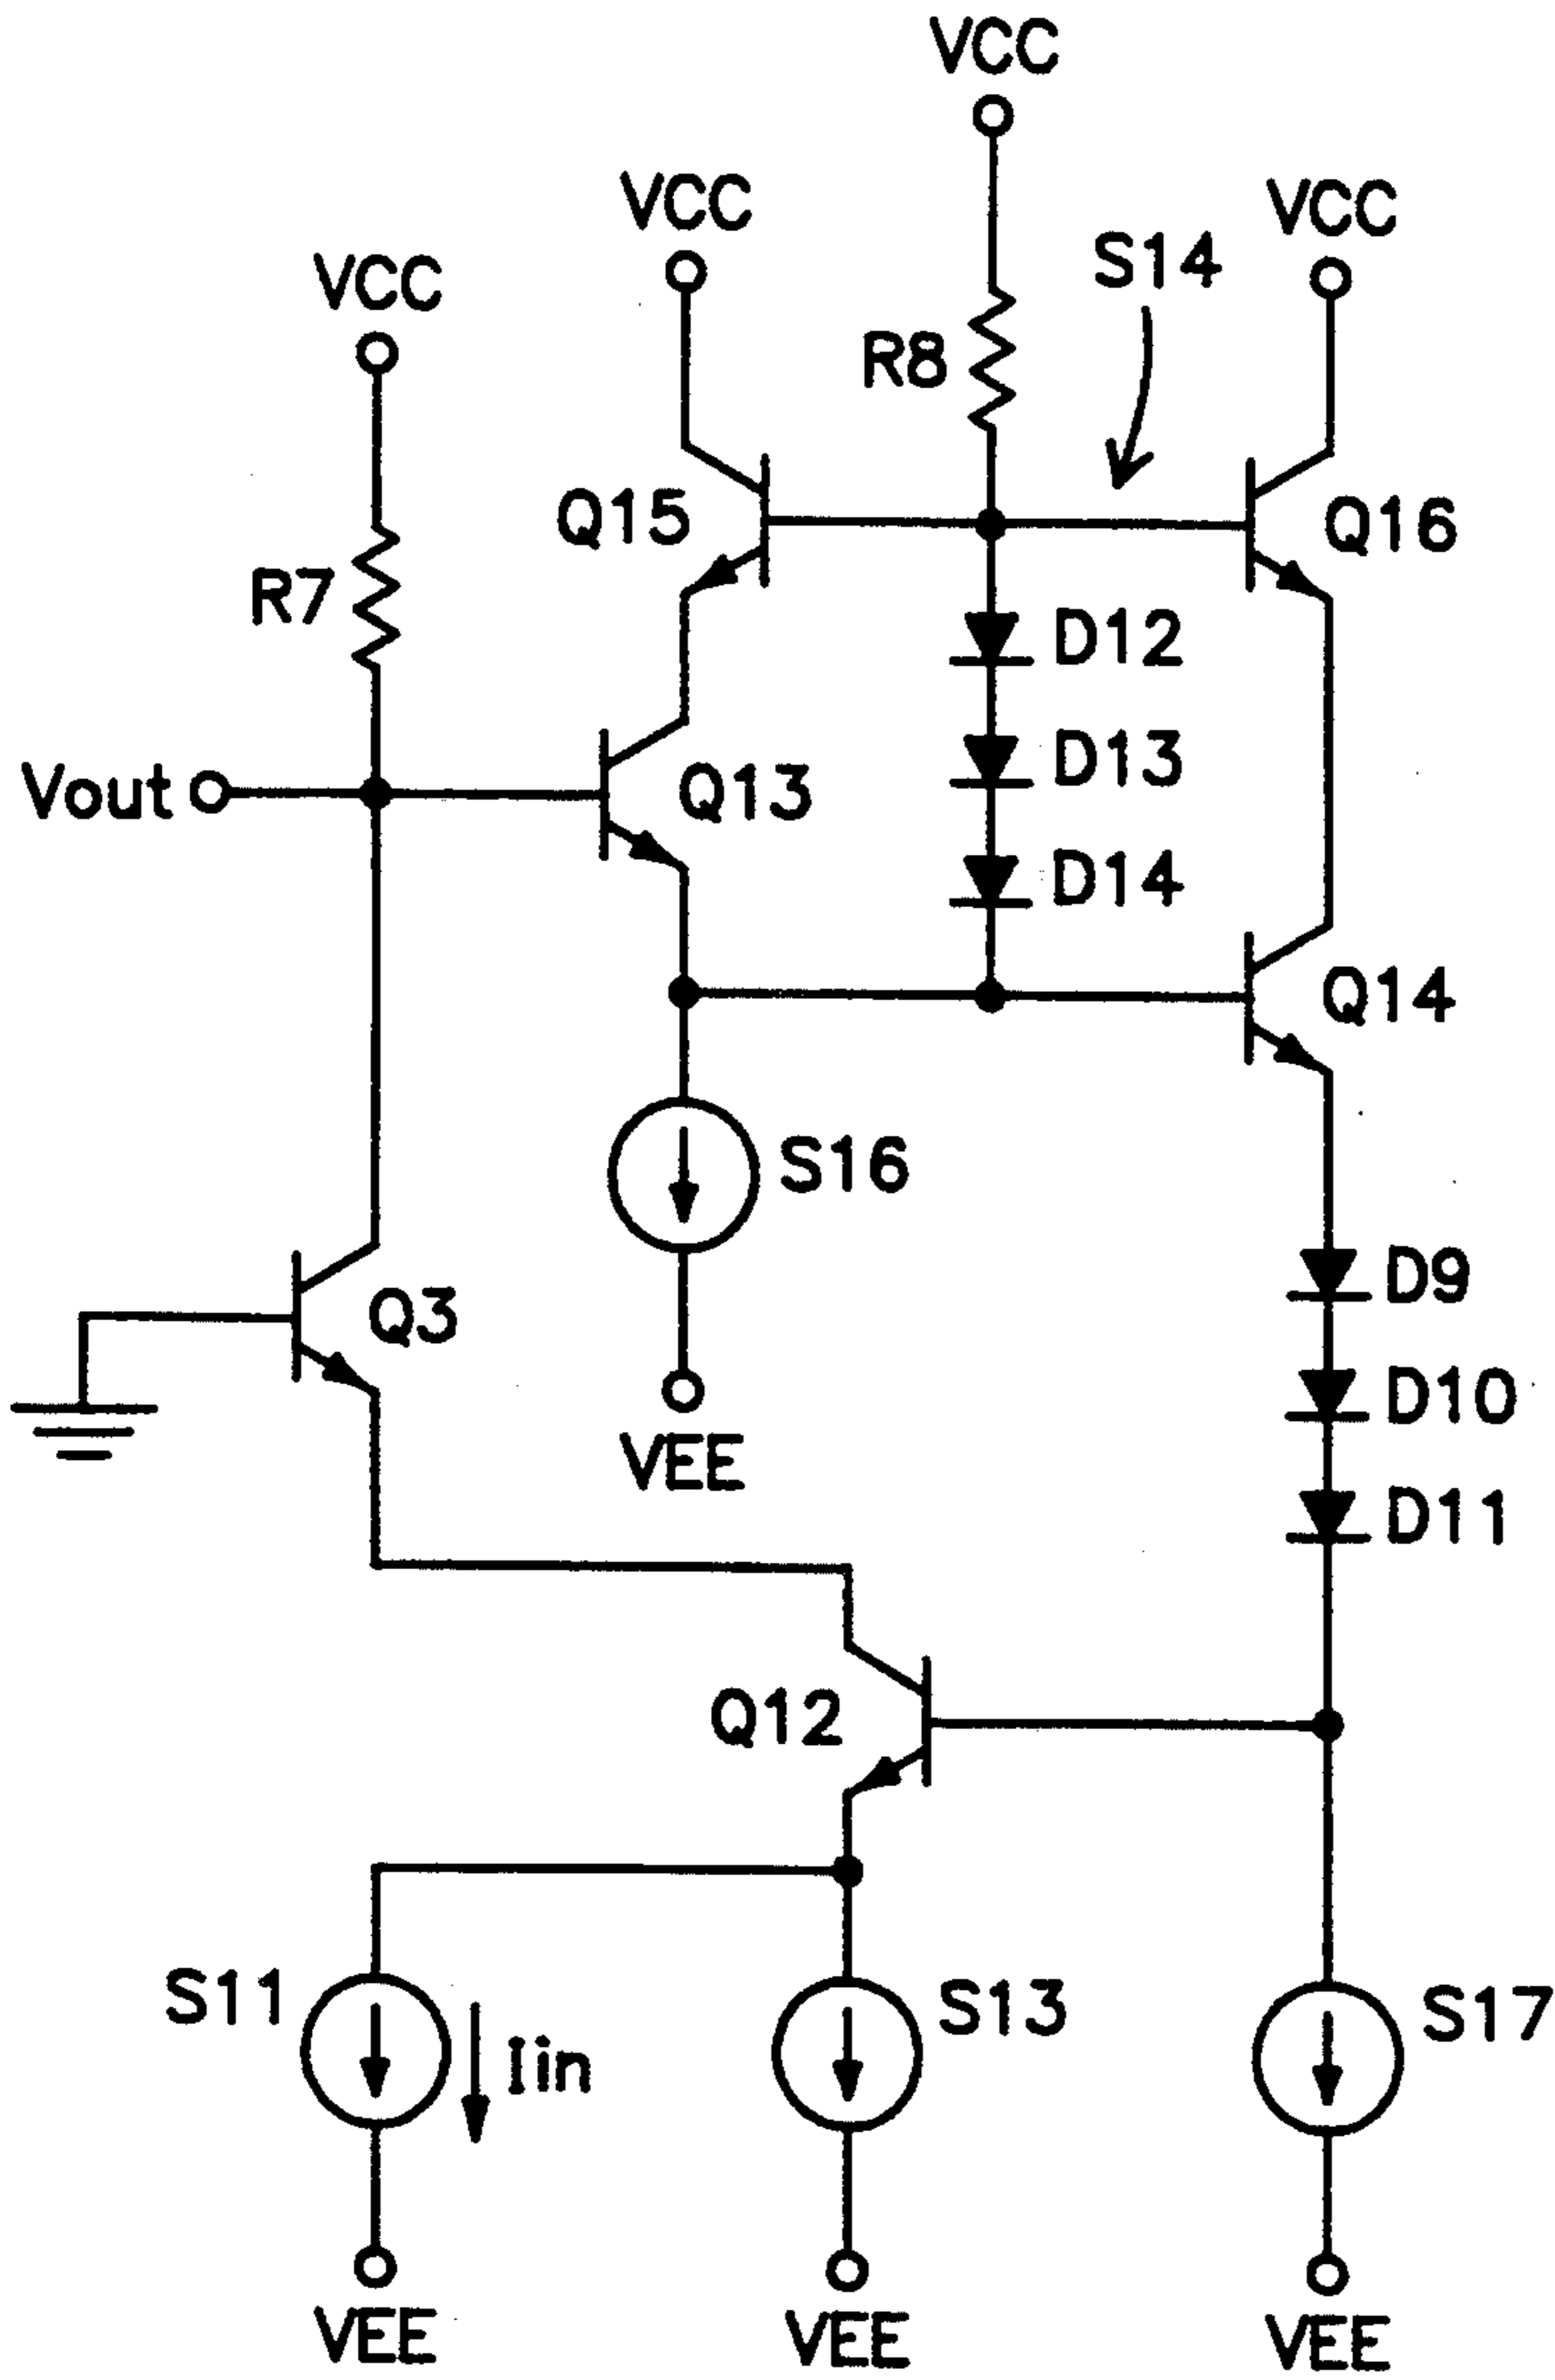 VCC
VCC
VCC
VCC
S14
R8
Q15
Q16
R7
D12
D13
Vout
Q13
D14
Q14
S16
D9
Q3
D10
VEE
D11
Q12
S11
S13
S17
Iin
VEE
VEE
VEE